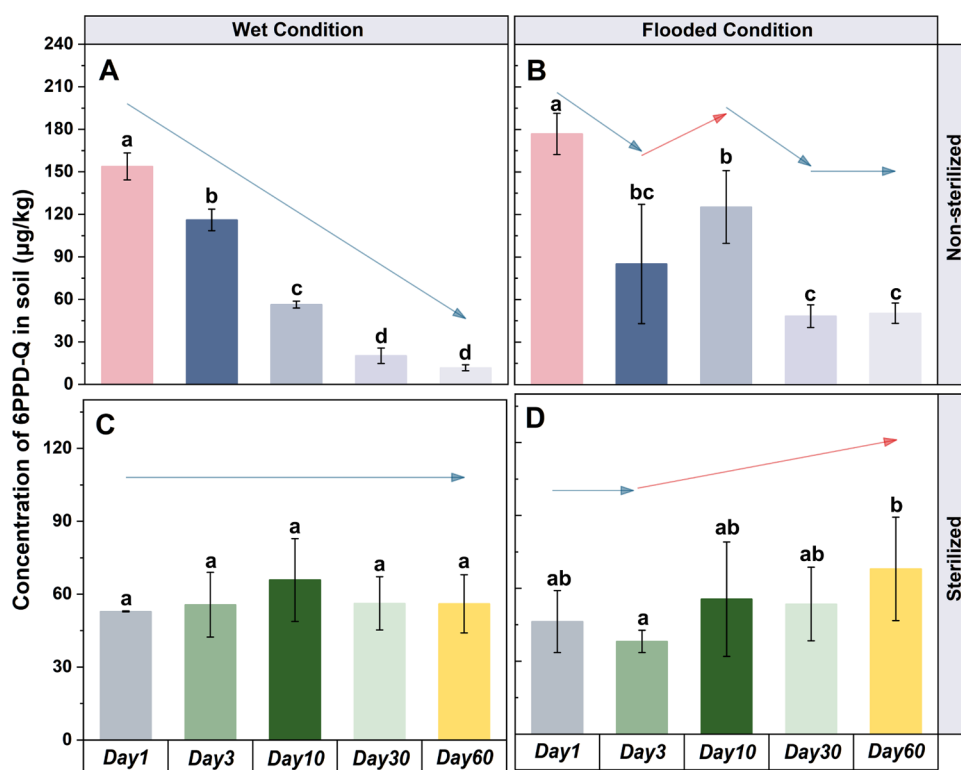 Wet Condition
Flooded Condition
Concentration of 6PPD-Q in soil (μg/kg)
240
210
180
150
120
90
60
30
0
A
a
b
c
d
d
B
a
bc
b
c
c
Non-sterilized
120
90
60
30
0
C
a
a
a
a
a
D
ab
a
ab
ab
b
Sterilized
Day1 Day3 Day10 Day30 Day60
Day1 Day3 Day10 Day30 Day60